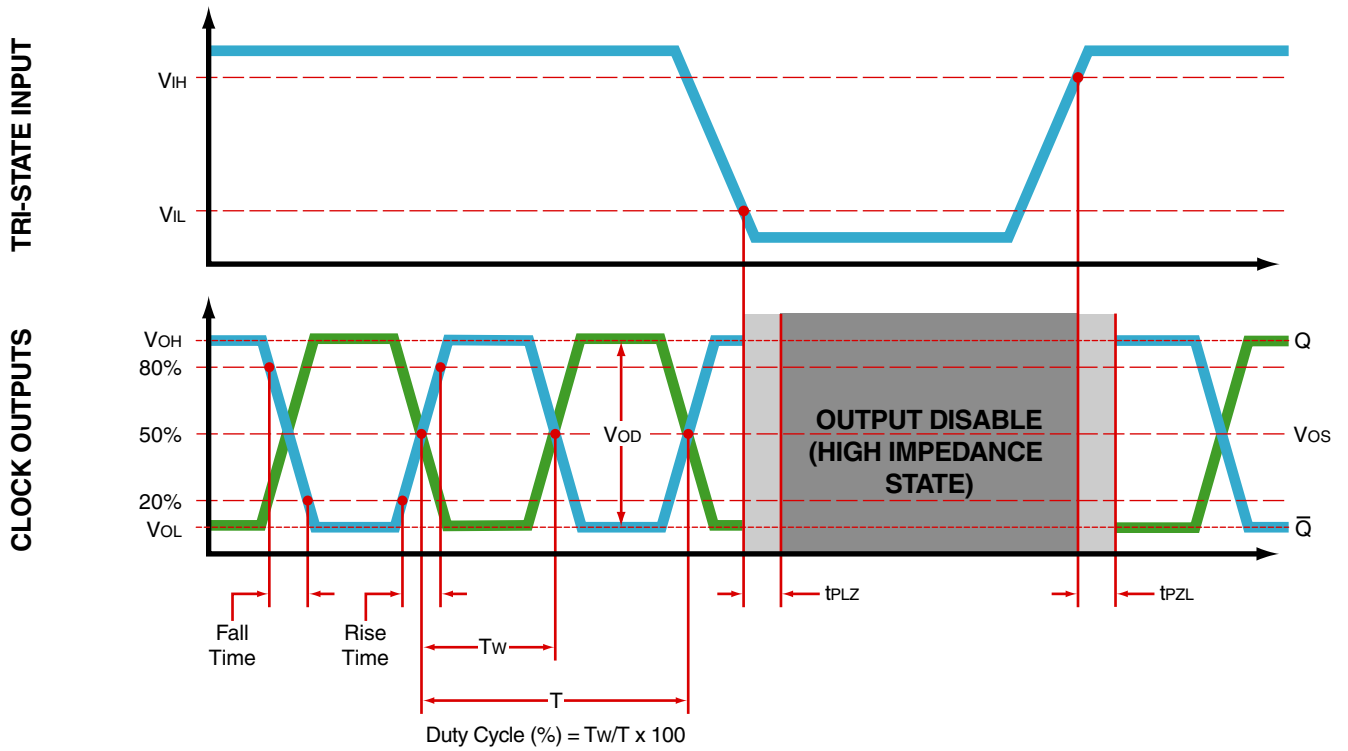 TRI-STATE INPUT
VIH
VIL
CLOCK OUTPUTS
VOH
80%
50%
20%
VOL
VOD
OUTPUT DISABLE
(HIGH IMPEDANCE
STATE)
Q
VOS
Q̅
Fall
Time
Rise
Time
tPLZ
tPZL
TW
T
Duty Cycle (%) = TW/T x 100